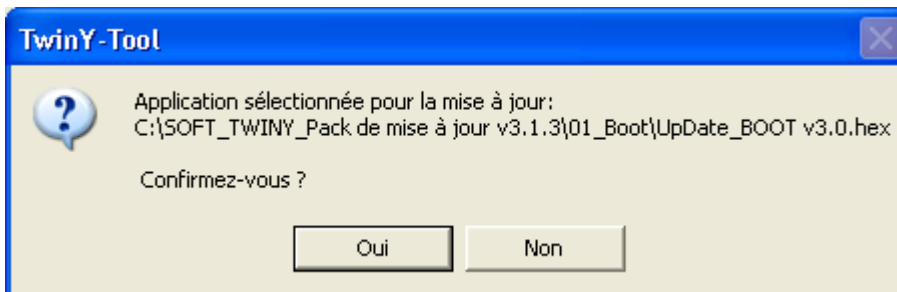 TwinY-Tool
Application sélectionnée pour la mise à jour:
C:\SOFT_TWINY_Pack de mise à jour v3.1.3\01_Boot\UpDate_BOOT v3.0.hex
Confirmez-vous ?
Oui
Non